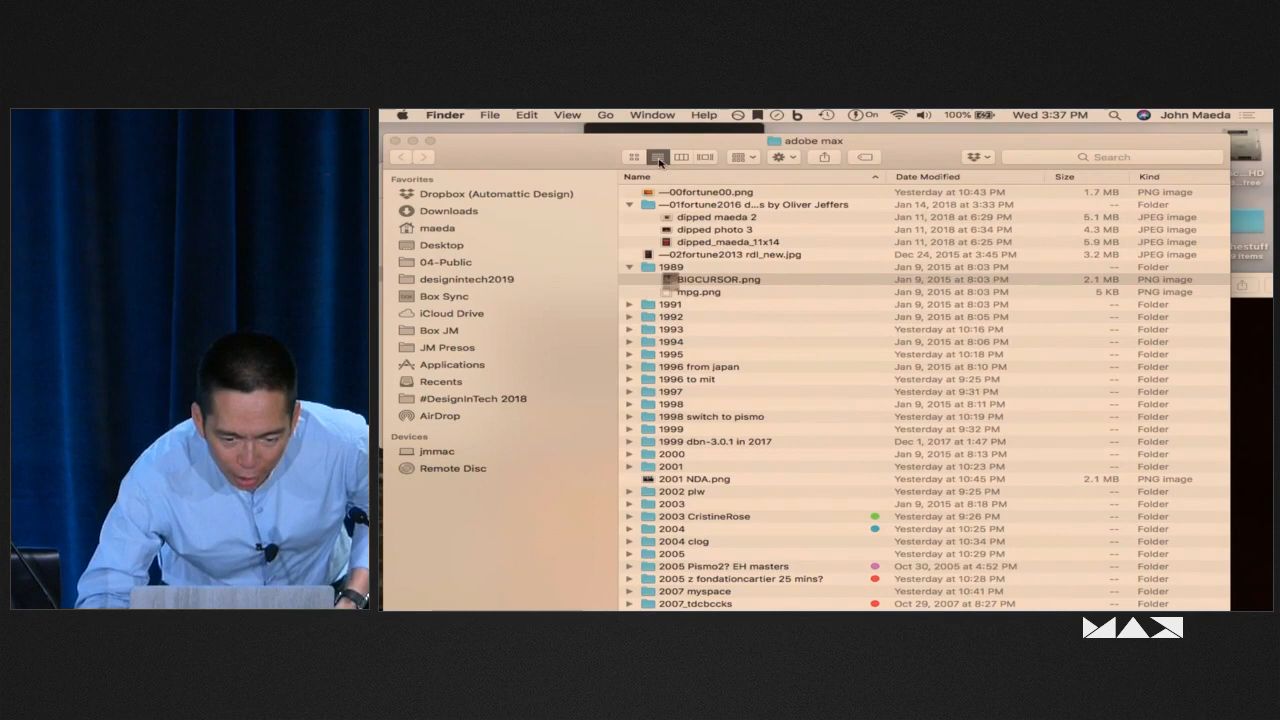 Finder File Edit View Go Window Help On 100% Wed 3:37 PM John Maeda
adobe max
Search
Favorites
Dropbox (Automattic Design)
Downloads
maeda
Desktop
04-Public
designintech2019
Box Sync
iCloud Drive
Box JM
JM Presos
Applications
Recents
#DesignInTech 2018
AirDrop
Devices
jmmac
Remote Disc
Name Date Modified Size Kind
—00fortune00.png Yesterday at 10:43 PM 1.7 MB PNG image
—01fortune2016 d...s by Oliver Jeffers Jan 14, 2018 at 3:33 PM -- Folder
dipped maeda 2 Jan 11, 2018 at 6:29 PM 5.1 MB JPEG image
dipped photo 3 Jan 11, 2018 at 6:34 PM 4.3 MB JPEG image
dipped_maeda_11x14 Jan 11, 2018 at 6:25 PM 5.9 MB JPEG image
—02fortune2013 rdl_new.jpg Dec 24, 2015 at 3:45 PM 3.2 MB JPEG image
1989 Jan 9, 2015 at 8:03 PM -- Folder
BIGCURSOR.png Jan 9, 2015 at 8:03 PM 2.1 MB PNG image
mpg.png Jan 9, 2015 at 8:03 PM 5 KB PNG image
1991 Jan 9, 2015 at 8:03 PM -- Folder
1992 Jan 9, 2015 at 8:05 PM -- Folder
1993 Yesterday at 10:16 PM -- Folder
1994 Jan 9, 2015 at 8:06 PM -- Folder
1995 Yesterday at 10:18 PM -- Folder
1996 from japan Jan 9, 2015 at 8:10 PM -- Folder
1996 to mit Yesterday at 9:25 PM -- Folder
1997 Yesterday at 9:31 PM -- Folder
1998 Jan 9, 2015 at 8:11 PM -- Folder
1998 switch to pismo Yesterday at 10:19 PM -- Folder
1999 Yesterday at 9:32 PM -- Folder
1999 dbn-3.0.1 in 2017 Dec 1, 2017 at 1:47 PM -- Folder
2000 Jan 9, 2015 at 8:13 PM -- Folder
2001 Yesterday at 10:23 PM -- Folder
2001 NDA.png Yesterday at 10:45 PM 2.1 MB PNG image
2002 plw Yesterday at 9:25 PM -- Folder
2003 Jan 9, 2015 at 8:18 PM -- Folder
2003 CristineRose Yesterday at 9:26 PM -- Folder
2004 Yesterday at 10:25 PM -- Folder
2004 clog Yesterday at 10:34 PM -- Folder
2005 Yesterday at 10:29 PM -- Folder
2005 Pismo2? EH masters Oct 30, 2005 at 4:52 PM -- Folder
2005 z fondationcartier 25 mins? Yesterday at 10:28 PM -- Folder
2007 myspace Yesterday at 10:41 PM -- Folder
2007_tdcbccks Oct 29, 2007 at 8:27 PM -- Folder
...HD
...free
MAX